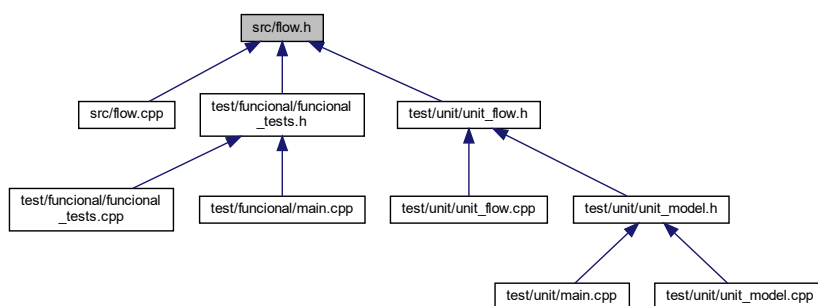 src/flow.h
src/flow.cpp
test/funcional/funcional
_tests.h
test/unit/unit_flow.h
test/funcional/funcional
_tests.cpp
test/funcional/main.cpp
test/unit/unit_flow.cpp
test/unit/unit_model.h
test/unit/main.cpp
test/unit/unit_model.cpp